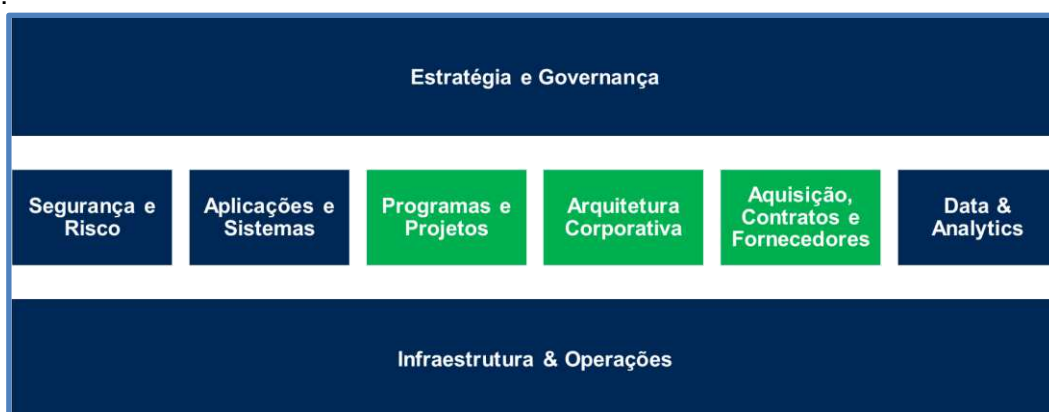 .
Estratégia e Governança
Segurança e
Risco
Aplicações e
Sistemas
Programas e
Projetos
Arquitetura
Corporativa
Aquisição,
Contratos e
Fornecedores
Data &
Analytics
Infraestrutura & Operações